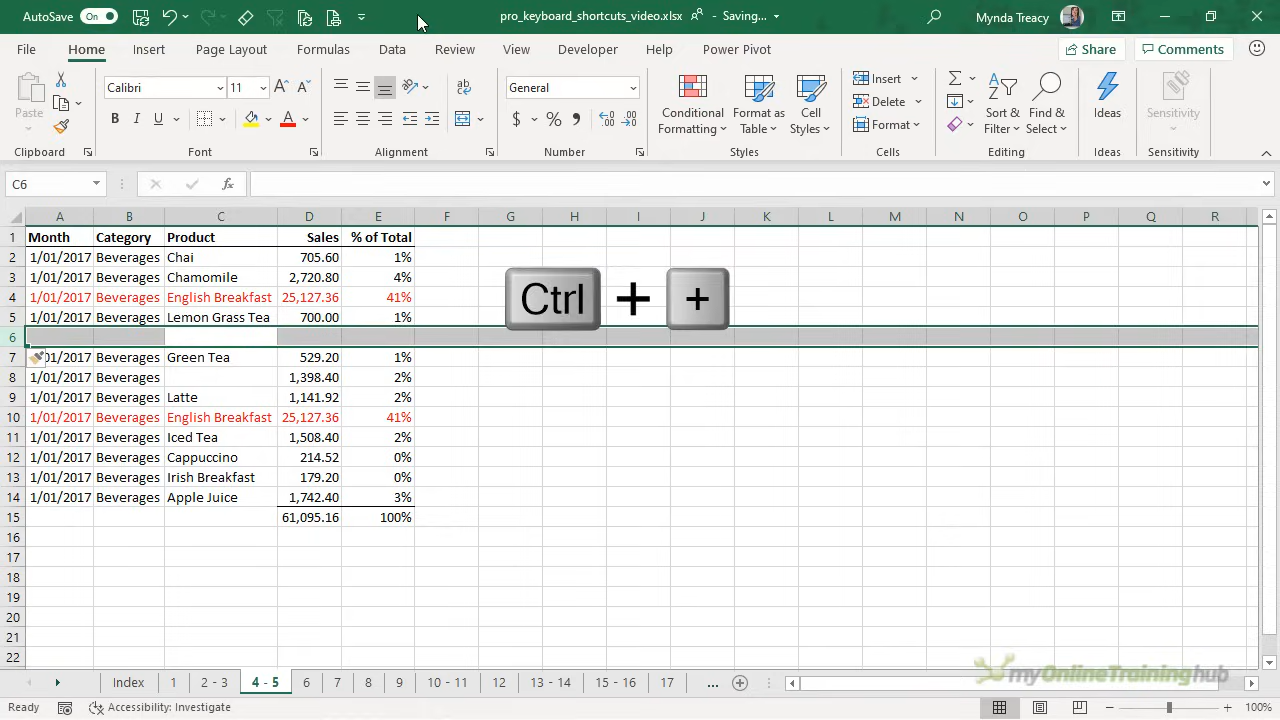 AutoSave On pro_keyboard_shortcuts_video.xlsx Saving... Mynda Treacy
File Home Insert Page Layout Formulas Data Review View Developer Help Power Pivot Share Comments
Calibri 11 General Insert
Paste B I U A $ % Conditional Formatting Format as Table Cell Styles Delete Format Sort & Filter Find & Select Ideas Sensitivity
Clipboard Font Alignment Number Styles Cells Editing Ideas Sensitivity
C6 fx
A B C D E F G H I J K L M N O P Q R
1 Month Category Product Sales % of Total
2 1/01/2017 Beverages Chai 705.60 1%
3 1/01/2017 Beverages Chamomile 2,720.80 4%
4 1/01/2017 Beverages English Breakfast 25,127.36 41%
Ctrl + +
5 1/01/2017 Beverages Lemon Grass Tea 700.00 1%
6
7 01/2017 Beverages Green Tea 529.20 1%
8 1/01/2017 Beverages 1,398.40 2%
9 1/01/2017 Beverages Latte 1,141.92 2%
10 1/01/2017 Beverages English Breakfast 25,127.36 41%
11 1/01/2017 Beverages Iced Tea 1,508.40 2%
12 1/01/2017 Beverages Cappuccino 214.52 0%
13 1/01/2017 Beverages Irish Breakfast 179.20 0%
14 1/01/2017 Beverages Apple Juice 1,742.40 3%
15 61,095.16 100%
16
17
18
19
20
21
22
myOnlineTraininghub
Index 1 2 - 3 4 - 5 6 7 8 9 10 - 11 12 13 - 14 15 - 16 17 ...
Ready Accessibility: Investigate 100%